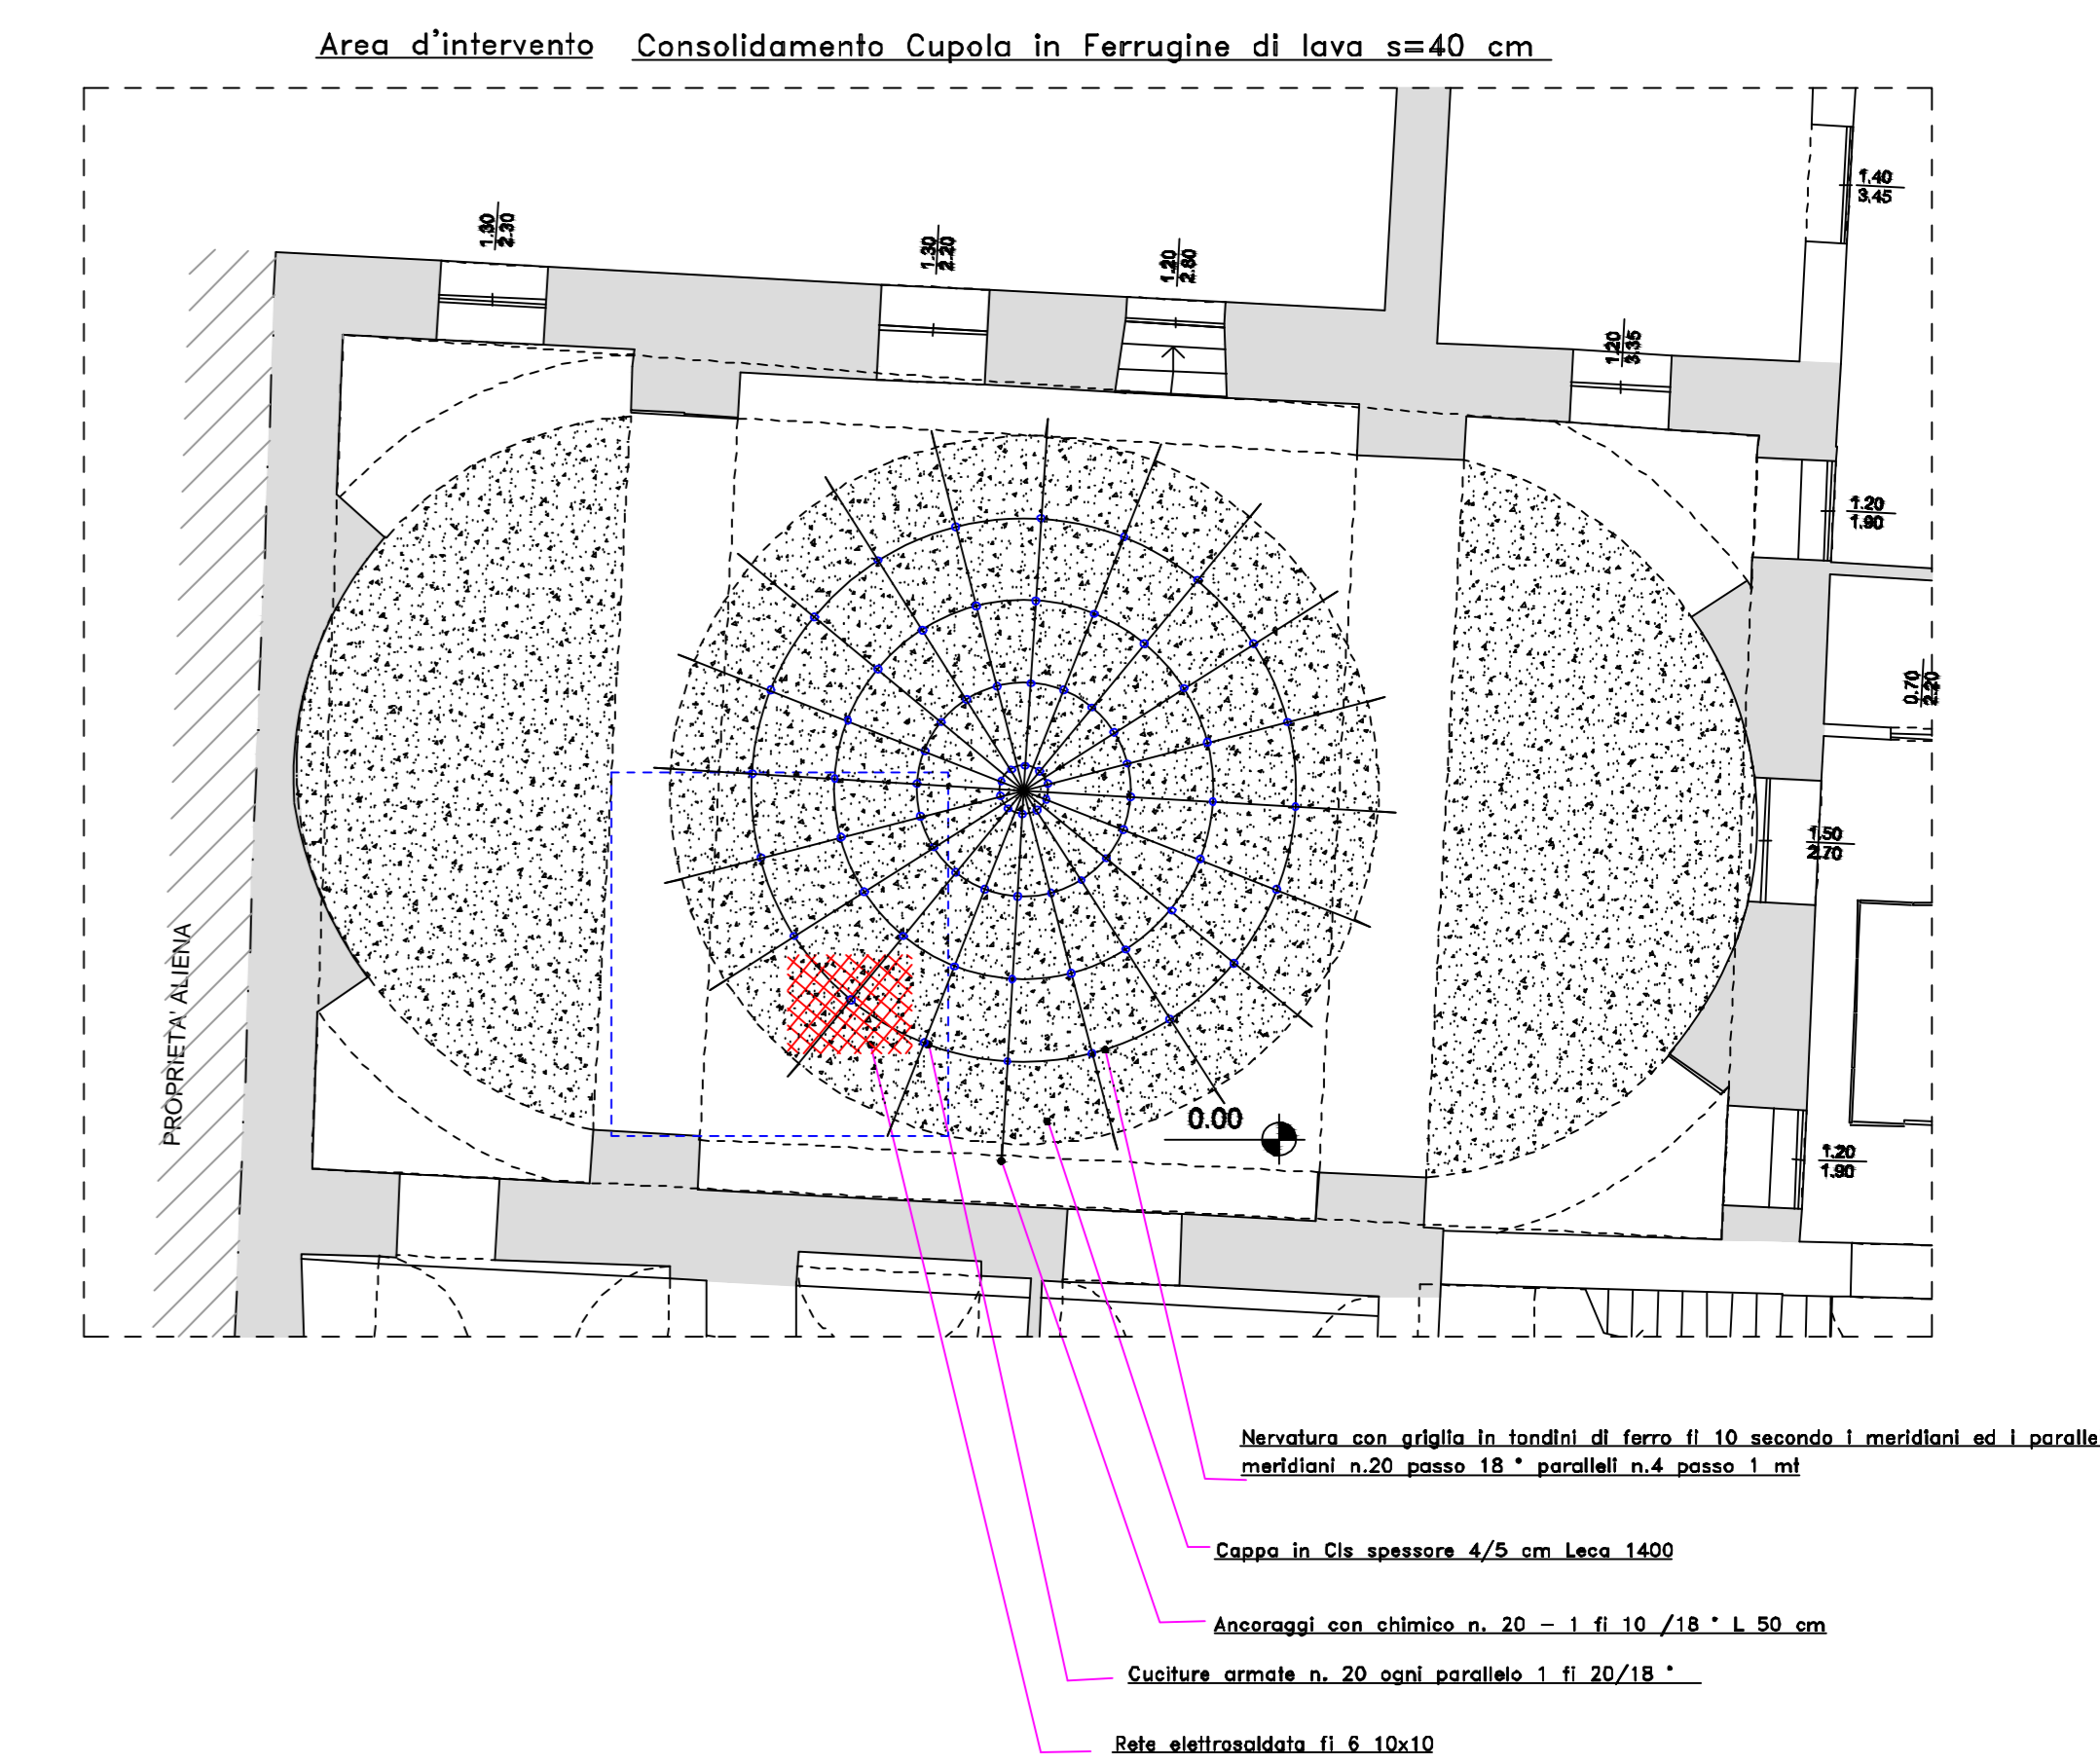 Area d'intervento Consolidamento Cupola in Ferrugine di lava s=40 cm
1.40
3.45
1.30
2.30
1.30
2.20
1.20
2.60
1.20
3.35
1.20
1.90
0.70
2.20
1.50
2.70
PROPRIETA' ALIENA
0.00
1.20
1.90
Nervatura con griglia in tondini di ferro fi 10 secondo i meridiani ed i paralle
meridiani n.20 passo 18 ° paralleli n.4 passo 1 mt
Cappa in Cls spessore 4/5 cm Leca 1400
Ancoraggi con chimico n. 20 – 1 fi 10 /18 ° L 50 cm
Cuciture armate n. 20 ogni parallelo 1 fi 20/18 °
Rete elettrosaldata fi 6 10x10